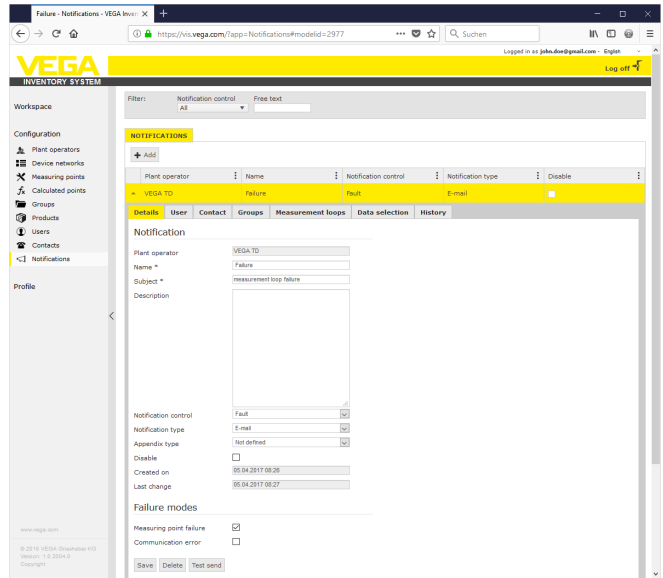 Failure - Notifications - VEGA Inven
https://vis.vega.com/?app=Notifications#modelid=2977
Suchen
Logged in as john.doe@gmail.com - English
VEGA
Log off
INVENTORY SYSTEM
Workspace
Configuration
Plant operators
Device networks
Measuring points
Calculated points
Groups
Products
Users
Contacts
Notifications
Profile
www.vega.com
Copyright
Filter: Notification control Free text
All
NOTIFICATIONS
Add
Plant operator Name Notification control Notification type Disable
VEGA TD Failure Fault E-mail
Details User Contact Groups Measurement loops Data selection History
Notification
Plant operator VEGA TD
Name * Failure
Subject * measurement loop failure
Description
Notification control Fault
Notification type E-mail
Appendix type Not defined
Disable
Created on 05.04.2017 08:26
Last change 05.04.2017 08:27
Failure modes
Measuring point failure
Communication error
Save Delete Test send